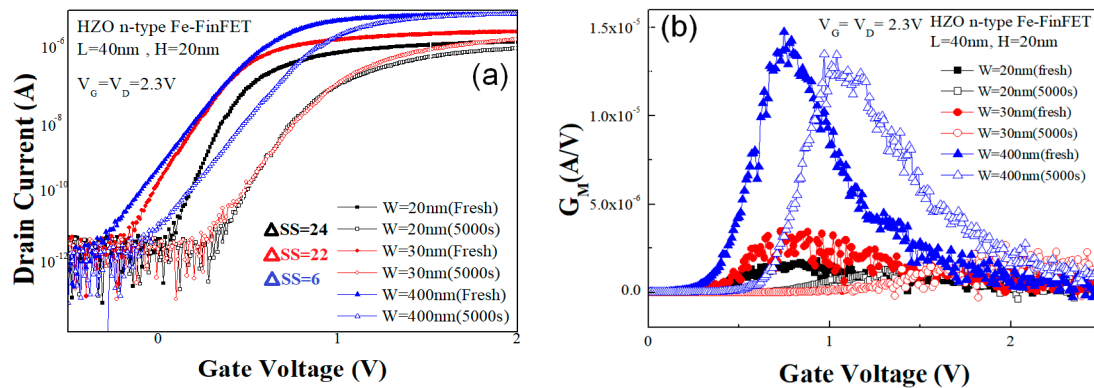 HZO n-type Fe-FinFET
L=40nm , H=20nm
V_G=V_D=2.3V
(a)
10^-6
10^-8
10^-10
10^-12
Drain Current (A)
ΔSS=24
ΔSS=22
ΔSS=6
W=20nm(Fresh)
W=20nm(5000s)
W=30nm(Fresh)
W=30nm(5000s)
W=400nm(Fresh)
W=400nm(5000s)
0
1
2
Gate Voltage (V)
(b)
V_G= V_D= 2.3V
HZO n-type Fe-FinFET
L=40nm, H=20nm
W=20nm(fresh)
W=20nm(5000s)
W=30nm(fresh)
W=30nm(5000s)
W=400nm(fresh)
W=400nm(5000s)
1.5x10^-5
1.0x10^-5
5.0x10^-6
0.0
G_M(A/V)
0
1
2
Gate Voltage (V)